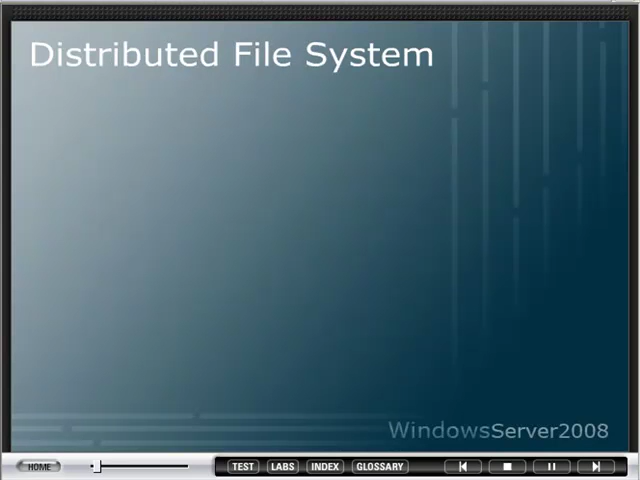 Distributed File System
WindowsServer2008
HOME
TEST
LABS
INDEX
GLOSSARY